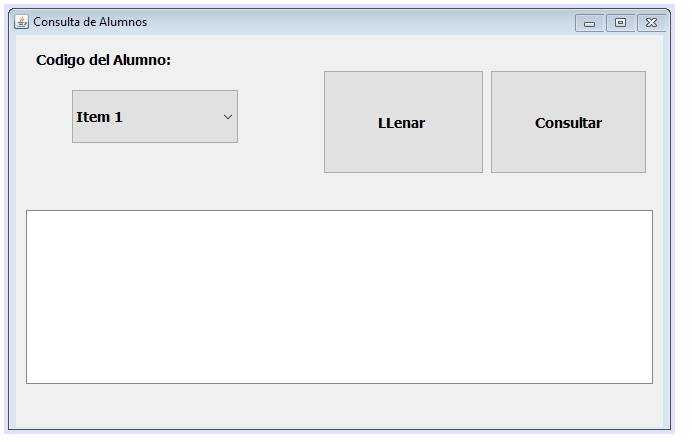 Consulta de Alumnos
Codigo del Alumno:
Item 1
LLenar
Consultar